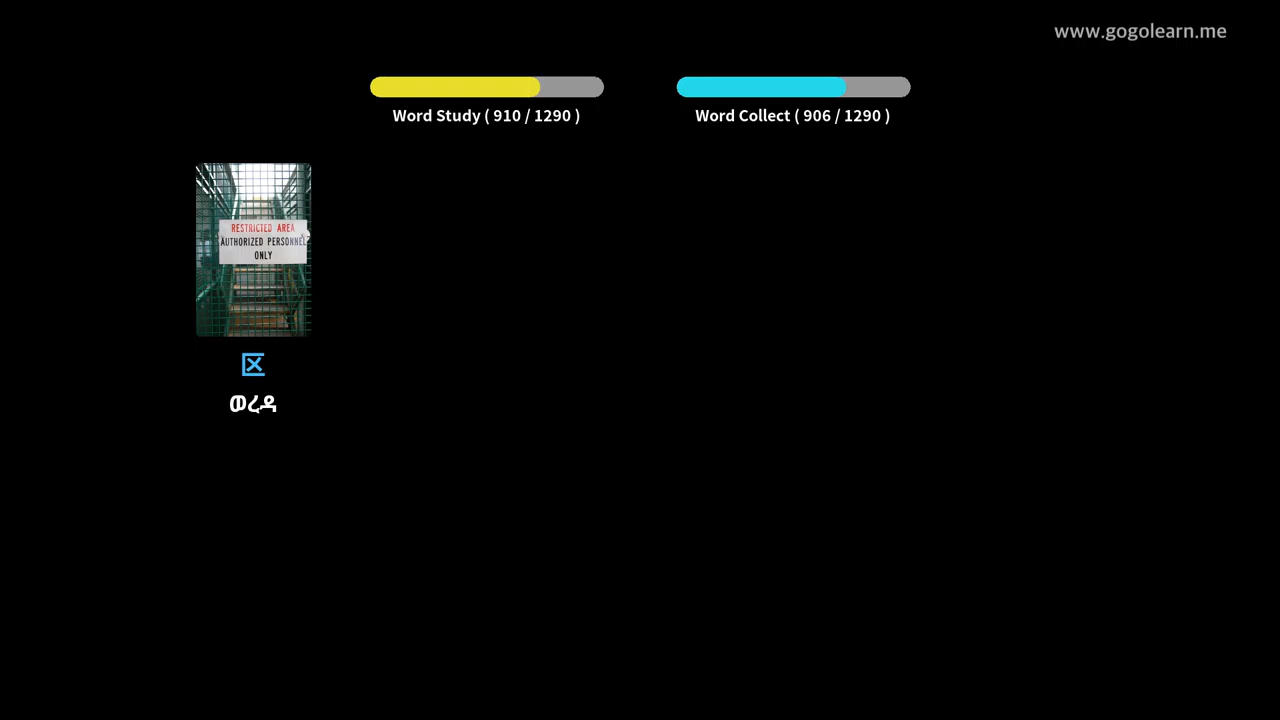 www.gogolearn.me
Word Study ( 910 / 1290 )
Word Collect ( 906 / 1290 )
RESTRICTED AREA
AUTHORIZED PERSONNEL
ONLY
区
ወረዳ